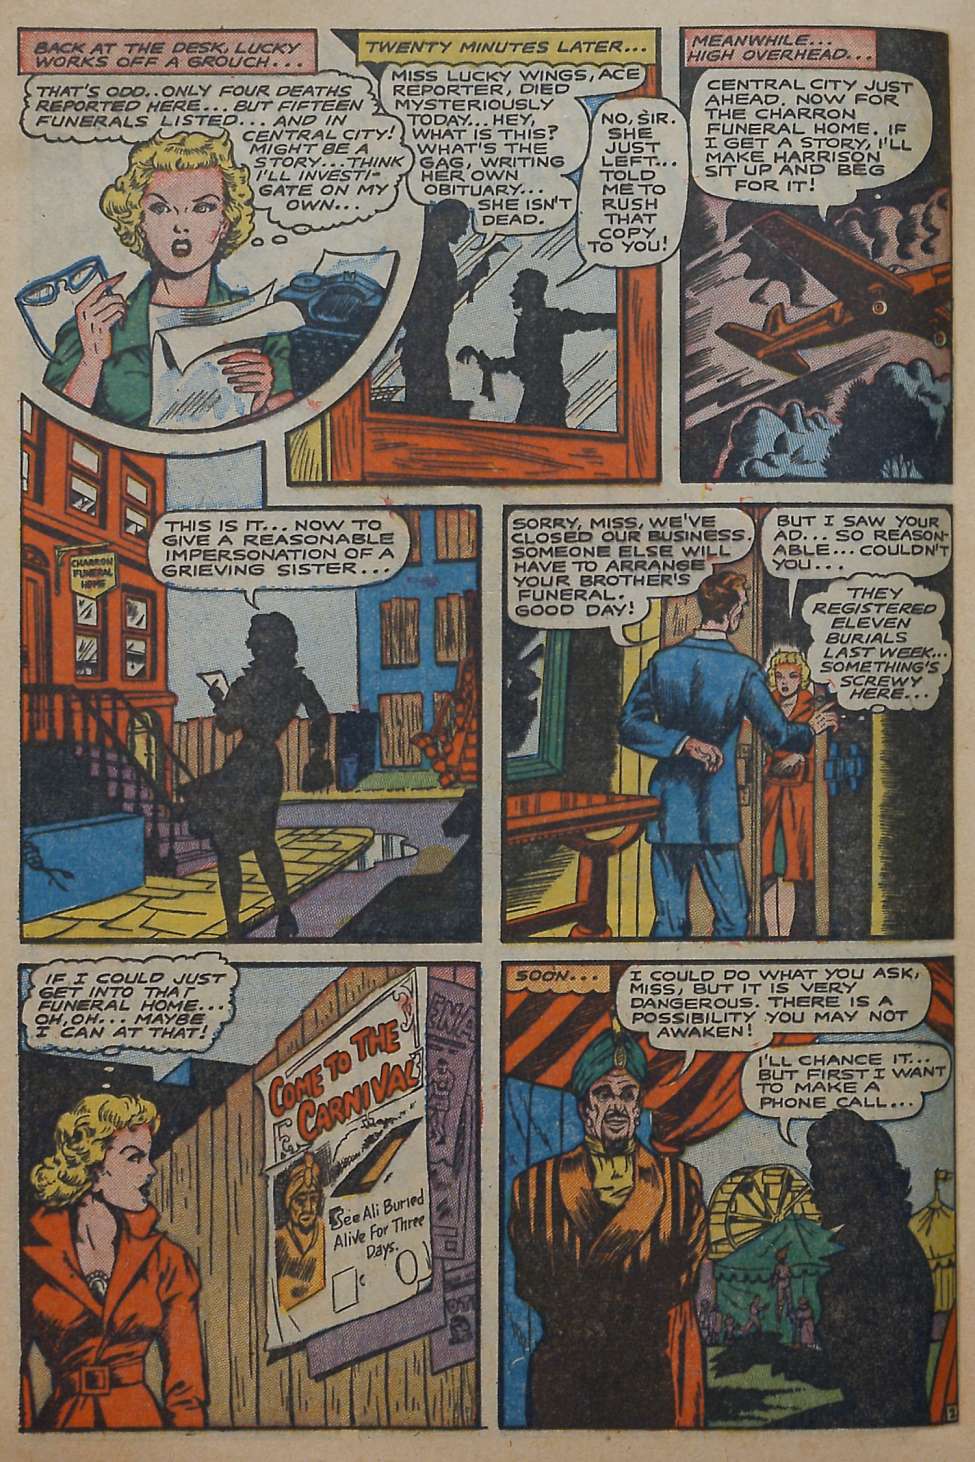 BACK AT THE DESK, LUCKY
WORKS OFF A GROUCH...
THAT'S ODD...ONLY FOUR DEATHS
REPORTED HERE...BUT FIFTEEN
FUNERALS LISTED...AND IN
CENTRAL CITY!
MIGHT BE A
STORY...THINK
I'LL INVESTI-
GATE ON MY
OWN...
TWENTY MINUTES LATER...
MISS LUCKY WINGS, ACE
REPORTER, DIED
MYSTERIOUSLY
TODAY...HEY,
WHAT IS THIS?
WHAT'S THE
GAG, WRITING
HER OWN
OBITUARY...
SHE ISN'T
DEAD.
NO, SIR.
SHE
JUST
LEFT...
TOLD
ME TO
RUSH
THAT
COPY
TO YOU!
MEANWHILE...
HIGH OVERHEAD...
CENTRAL CITY JUST
AHEAD. NOW FOR
THE CHARRON
FUNERAL HOME. IF
I GET A STORY, I'LL
MAKE HARRISON
SIT UP AND BEG
FOR IT!
CHARRON
FUNERAL
HOME
THIS IS IT... NOW TO
GIVE A REASONABLE
IMPERSONATION OF A
GRIEVING SISTER...
SORRY, MISS, WE'VE
CLOSED OUR BUSINESS.
SOMEONE ELSE WILL
HAVE TO ARRANGE
YOUR BROTHER'S
FUNERAL.
GOOD DAY!
BUT I SAW YOUR
AD... SO REASON-
ABLE... COULDN'T
YOU...
THEY
REGISTERED
ELEVEN
BURIALS
LAST WEEK...
SOMETHING'S
SCREWY
HERE...
IF I COULD JUST
GET INTO THAT
FUNERAL HOME...
OH, OH... MAYBE
I CAN AT THAT!
COME TO THE
CARNIVAL
See Ali Buried
Alive For Three
Days.
SOON...
I COULD DO WHAT YOU ASK,
MISS, BUT IT IS VERY
DANGEROUS. THERE IS A
POSSIBILITY YOU MAY NOT
AWAKEN!
I'LL CHANCE IT...
BUT FIRST I WANT
TO MAKE A
PHONE CALL...